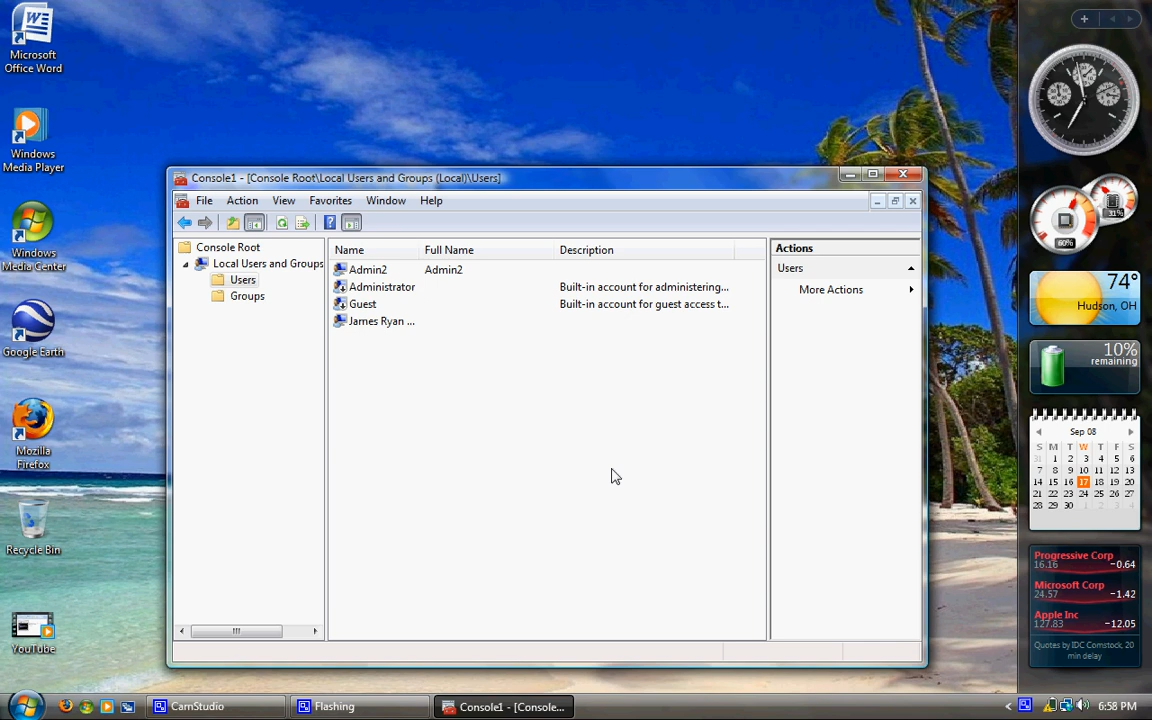 Microsoft
Office Word
Windows
Media Player
Windows
Media Center
Google Earth
Mozilla
Firefox
Recycle Bin
YouTube
Console1 - [Console Root\Local Users and Groups (Local)\Users]
File Action View Favorites Window Help
Console Root
Local Users and Groups
Users
Groups
Name Full Name Description
Admin2 Admin2
Administrator Built-in account for administering...
Guest Built-in account for guest access t...
James Ryan ...
Actions
Users
More Actions
31%
60%
74°
Hudson, OH
10%
remaining
Sep 08
S M T W T F S
31 1 2 3 4 5 6
7 8 9 10 11 12 13
14 15 16 17 18 19 20
21 22 23 24 25 26 27
28 29 30 1 2 3 4
Progressive Corp
16.16 -0.64
Microsoft Corp
24.57 -1.42
Apple Inc
127.83 -12.05
Quotes by IDC Comstock, 20
min delay
CamStudio
Flashing
Console1 - [Console...
6:58 PM